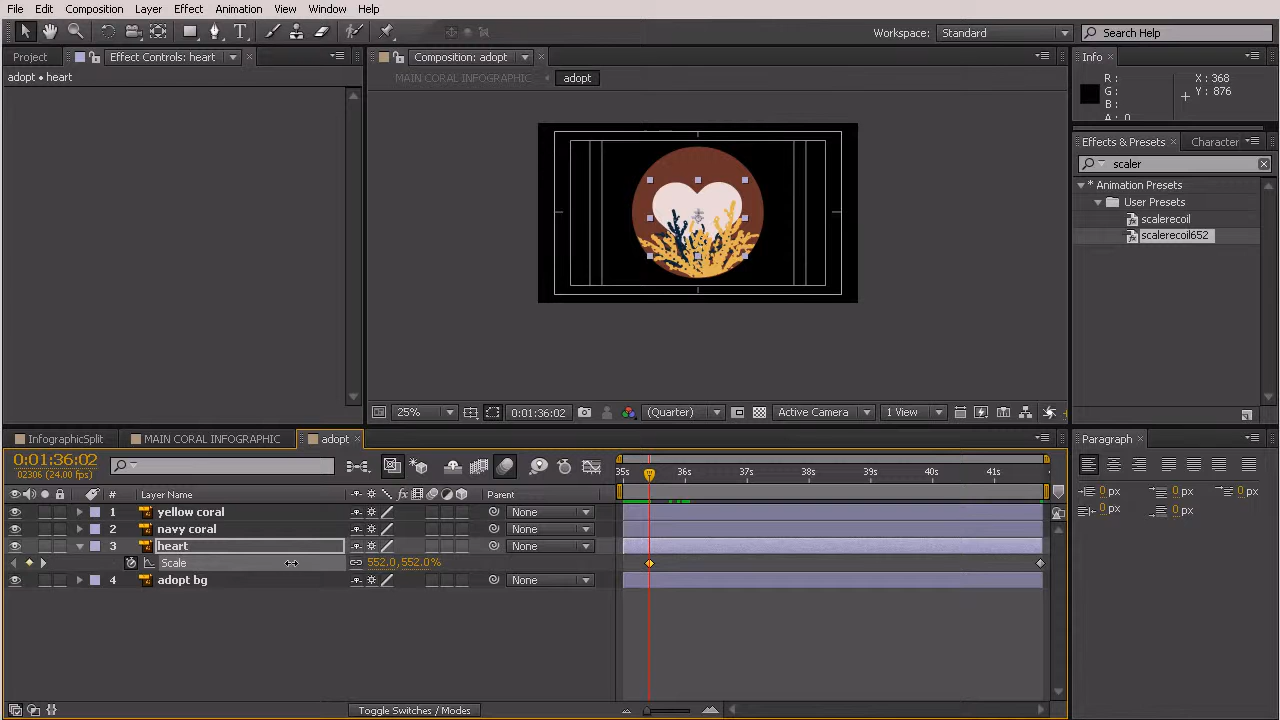 File Edit Composition Layer Effect Animation View Window Help
Workspace: Standard Search Help
Project Effect Controls: heart Composition: adopt Info
adopt • heart MAIN CORAL INFOGRAPHIC adopt
R: X: 368
G: Y: 876
B:
A: 0
Effects & Presets Character
scaler
* Animation Presets
User Presets
scalerecoil
scalerecoil652
25% 0:01:36:02 (Quarter) Active Camera 1 View
InfographicSplit MAIN CORAL INFOGRAPHIC adopt Paragraph
0:01:36:02
02306 (24.00 fps)
35s 36s 37s 38s 39s 40s 41s
# Layer Name Parent
0 px 0 px 0 px
0 px 0 px
1 yellow coral None
2 navy coral None
3 heart None
Scale 552.0,552.0%
4 adopt bg None
Toggle Switches / Modes